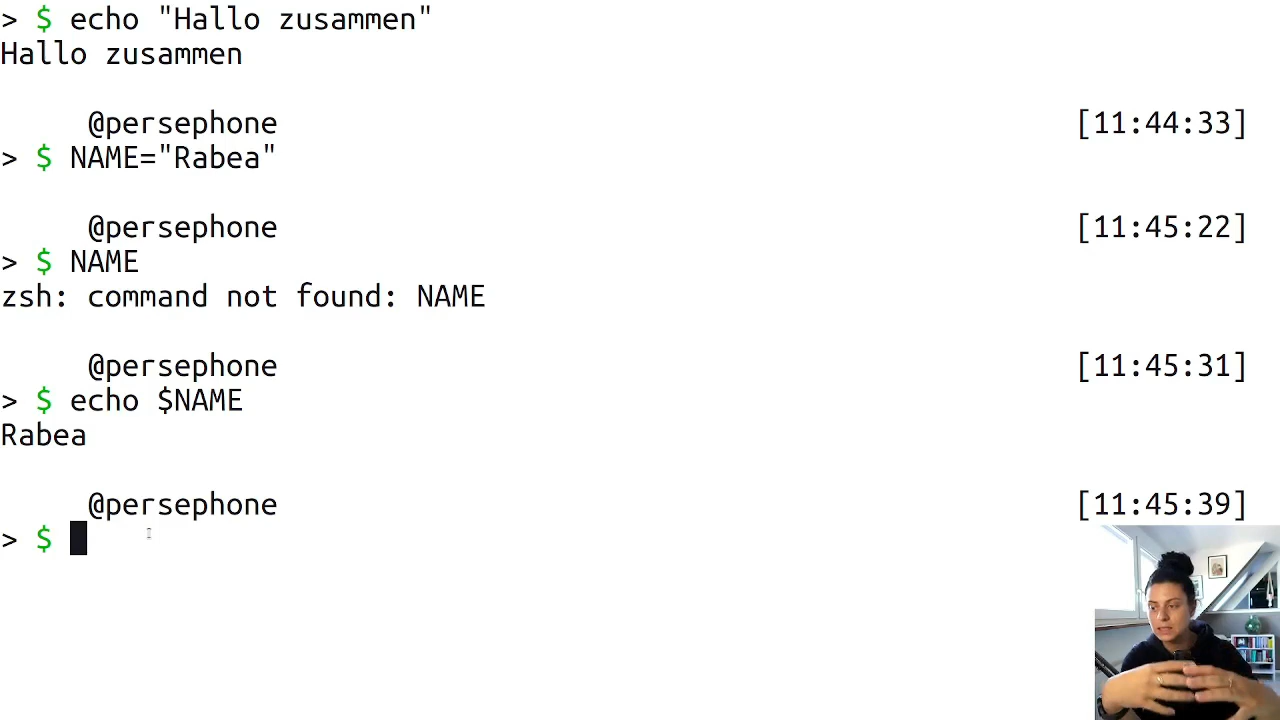 > $ echo "Hallo zusammen"
Hallo zusammen
@persephone [11:44:33]
> $ NAME="Rabea"
@persephone [11:45:22]
> $ NAME
zsh: command not found: NAME
@persephone [11:45:31]
> $ echo $NAME
Rabea
@persephone [11:45:39]
> $